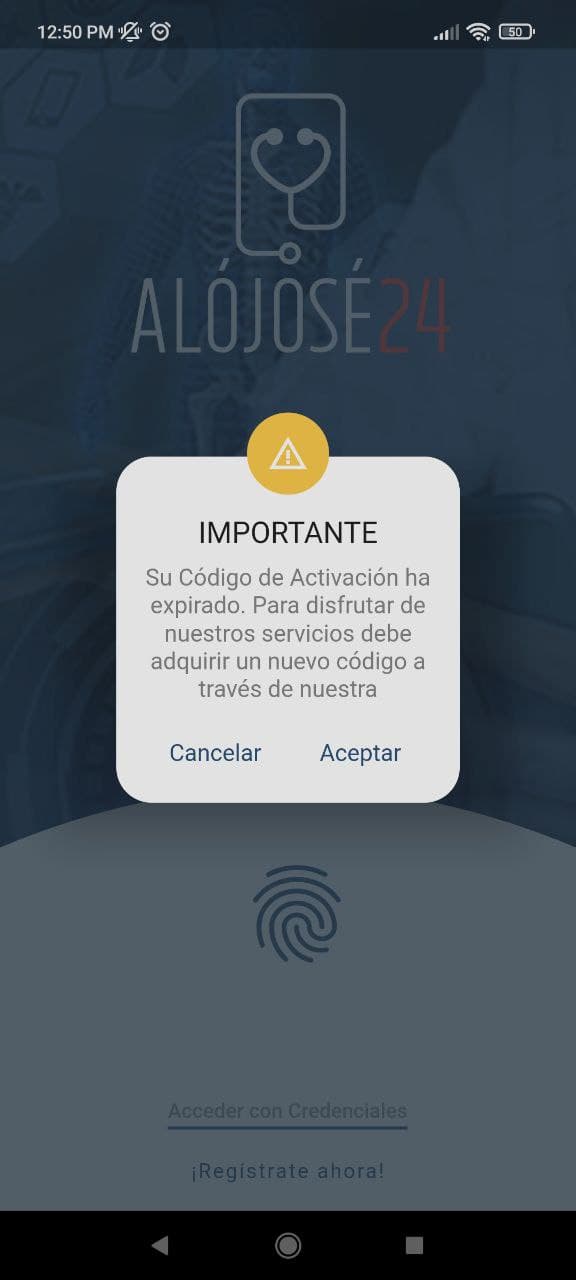 12:50 PM
50
ALÓJOSÉ24
IMPORTANTE
Su Código de Activación ha
expirado. Para disfrutar de
nuestros servicios debe
adquirir un nuevo código a
través de nuestra
Cancelar Aceptar
Acceder con Credenciales
¡Regístrate ahora!